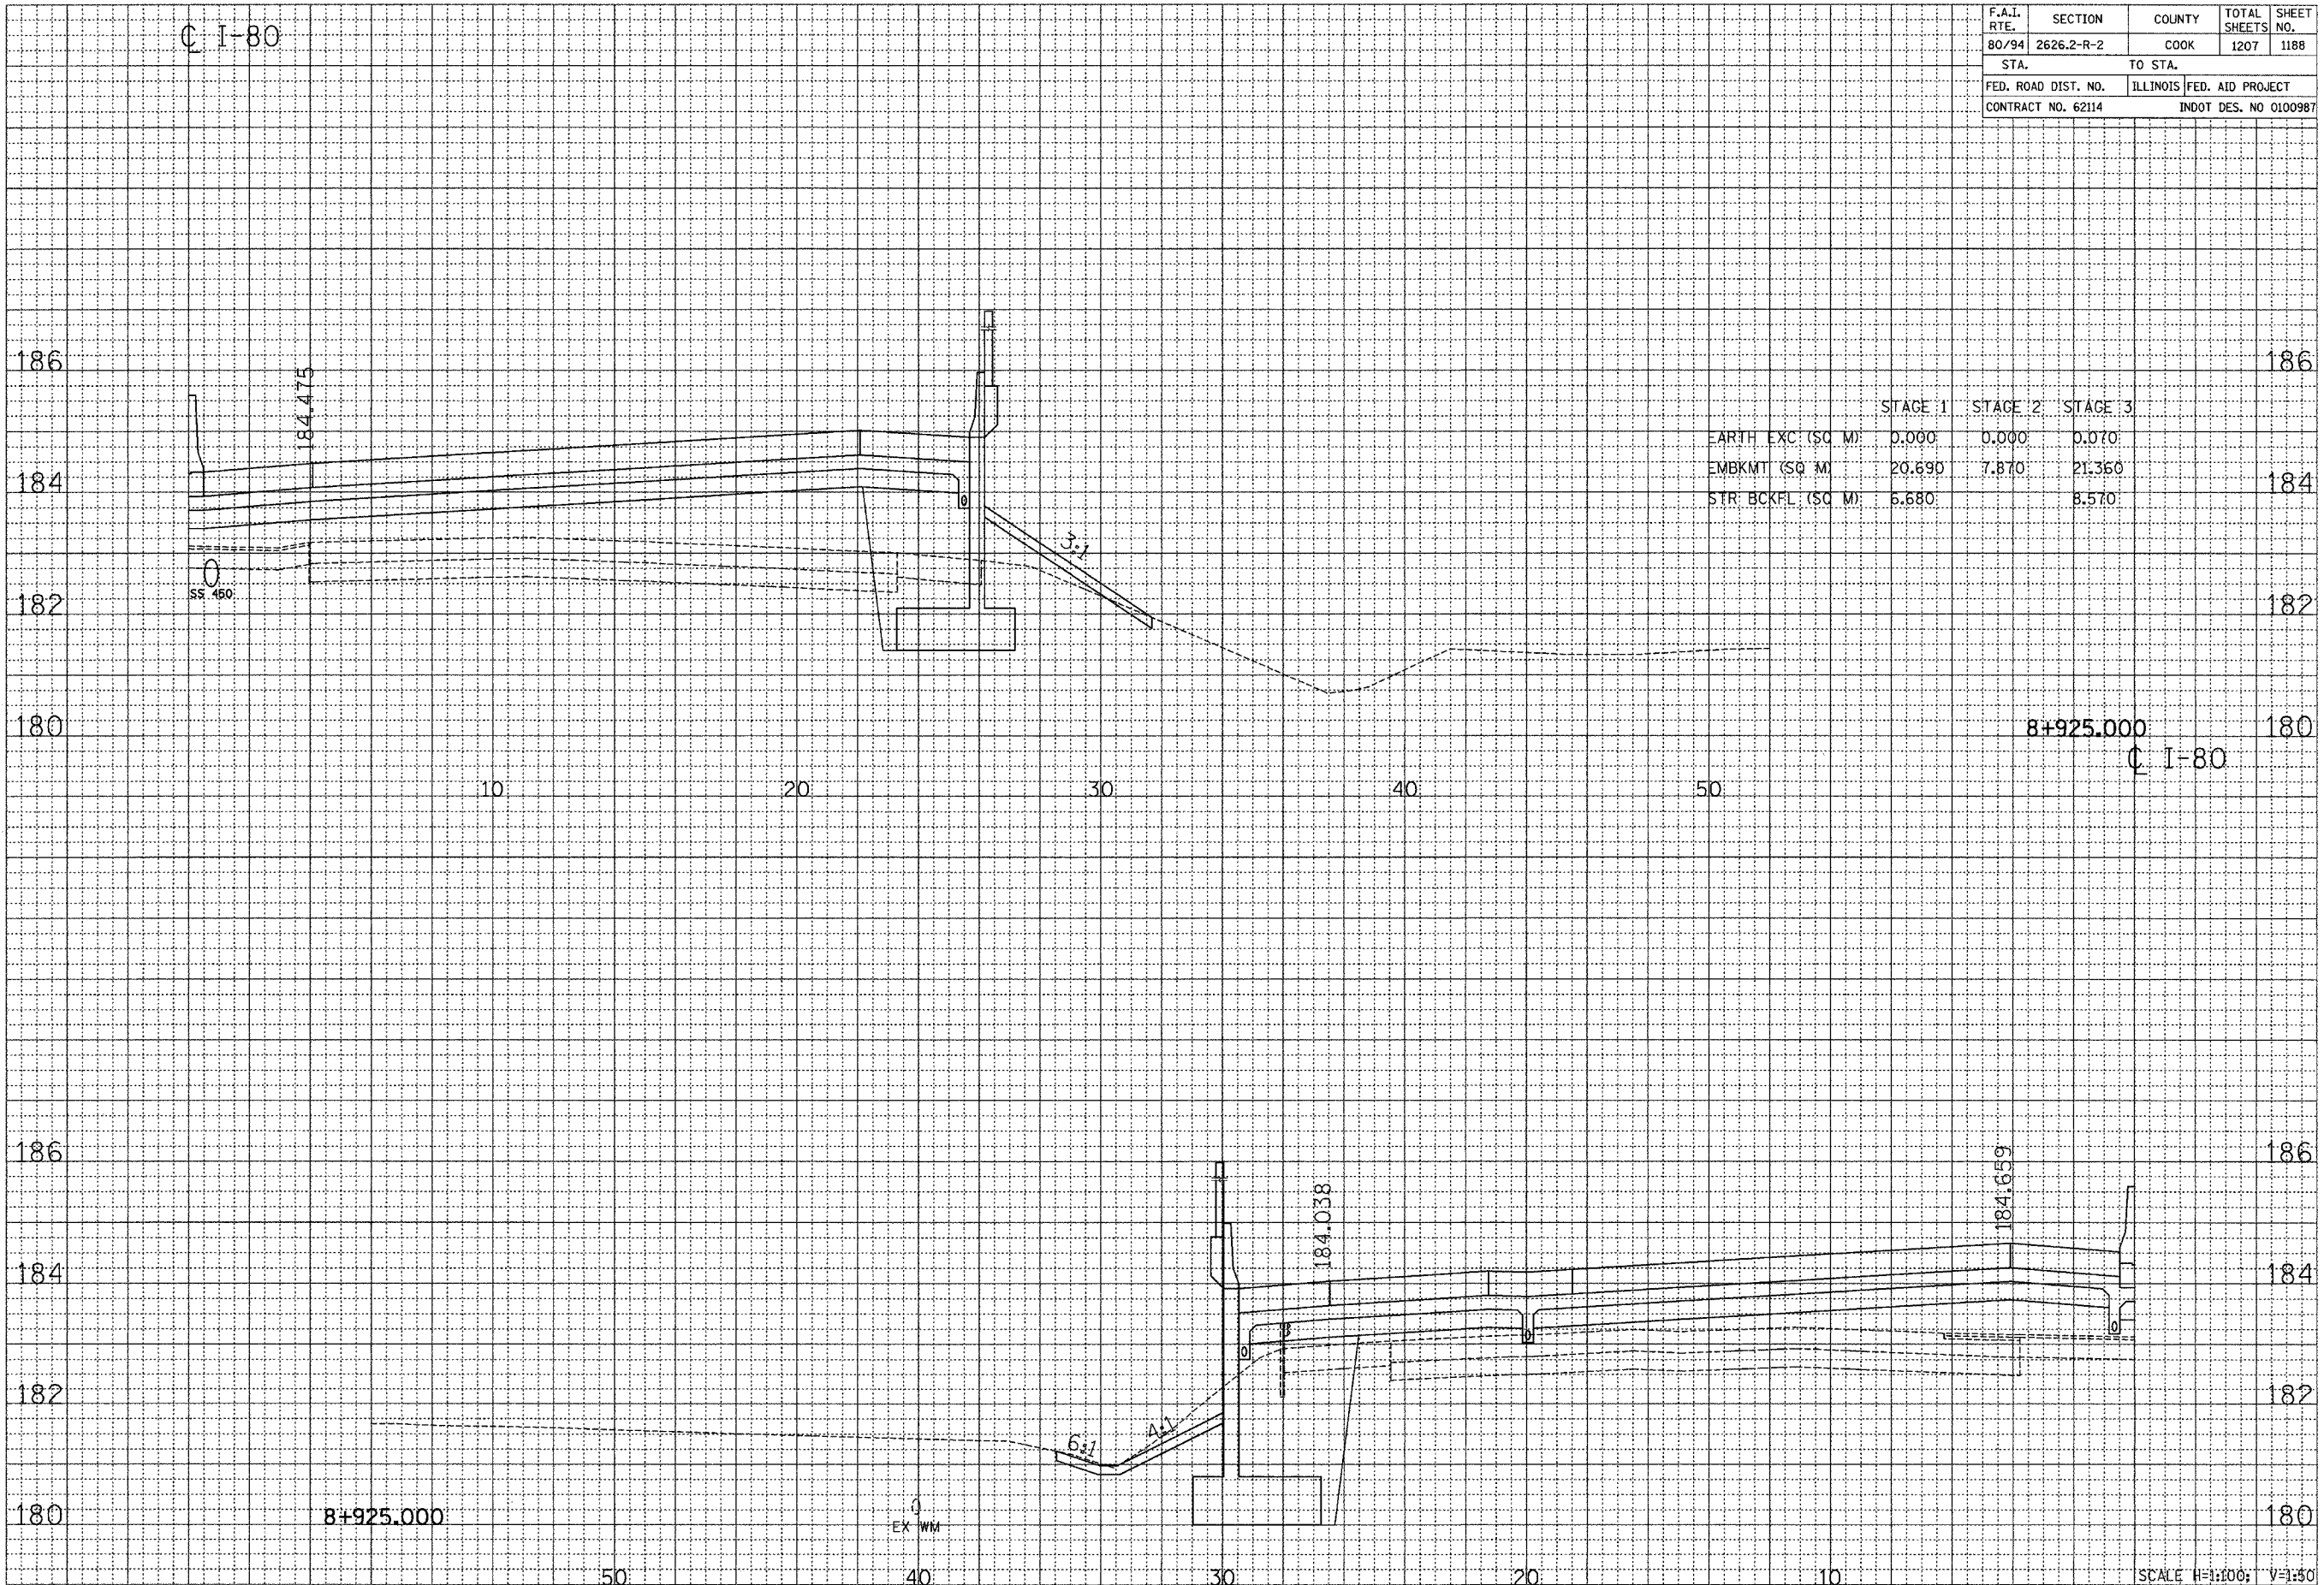 F.A.I. RTE. SECTION COUNTY TOTAL SHEETS SHEET NO.
80/94 2626.2-R-2 COOK 1207 1188
STA. TO STA.
FED. ROAD DIST. NO. ILLINOIS FED. AID PROJECT
CONTRACT NO. 62114 INDOT DES. NO 0100987
℄ I-80
186 186
184.475
STAGE 1 STAGE 2 STAGE 3
EARTH EXC (SQ M) 0.000 0.000 0.070
EMBKMT (SQ M) 20.690 7.870 21.360
STR BCKFL (SQ M) 6.680 8.570
184 184
3:1
SS 450
182 182
180 8+925.000 180
℄ I-80
10 20 30 40 50
186 186
184.038 184.659
184 184
182 182
6:1 4:1
180 8+925.000 180
EX WM
50 40 30 20 10
SCALE H=1:100; V=1:50